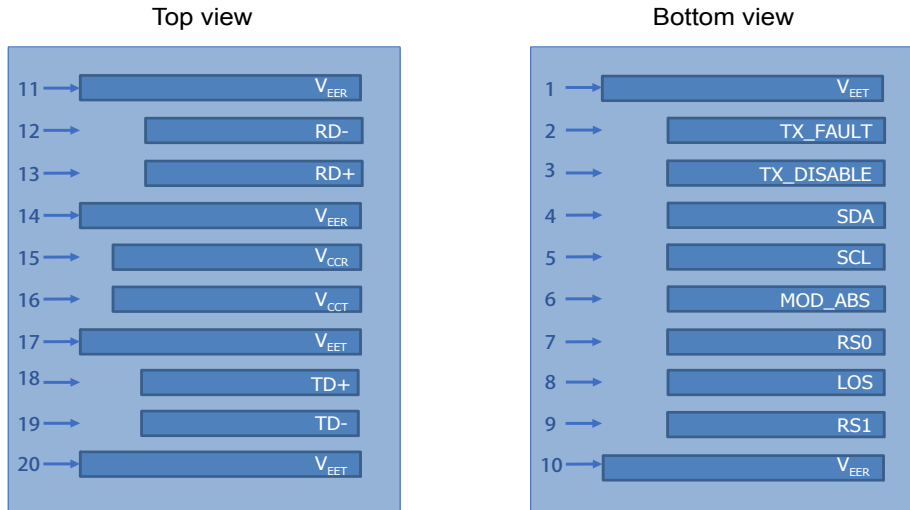 Top view
11 VEER
12 RD-
13 RD+
14 VEER
15 VCCR
16 VCCT
17 VEET
18 TD+
19 TD-
20 VEET
Bottom view
1 VEET
2 TX_FAULT
3 TX_DISABLE
4 SDA
5 SCL
6 MOD_ABS
7 RS0
8 LOS
9 RS1
10 VEER